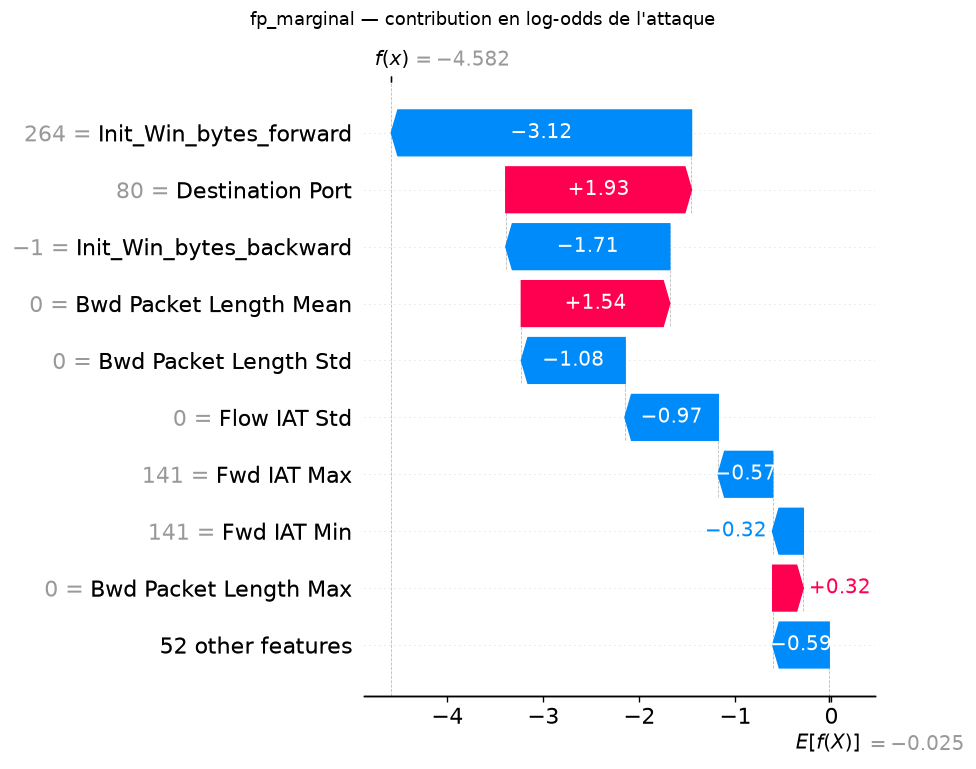 fp_marginal — contribution en log-odds de l'attaque
f(x) = −4.582
264 = Init_Win_bytes_forward −3.12
80 = Destination Port +1.93
−1 = Init_Win_bytes_backward −1.71
0 = Bwd Packet Length Mean +1.54
0 = Bwd Packet Length Std −1.08
0 = Flow IAT Std −0.97
141 = Fwd IAT Max −0.57
141 = Fwd IAT Min −0.32
0 = Bwd Packet Length Max +0.32
52 other features −0.59
−4 −3 −2 −1 0
E[f(X)] = −0.025